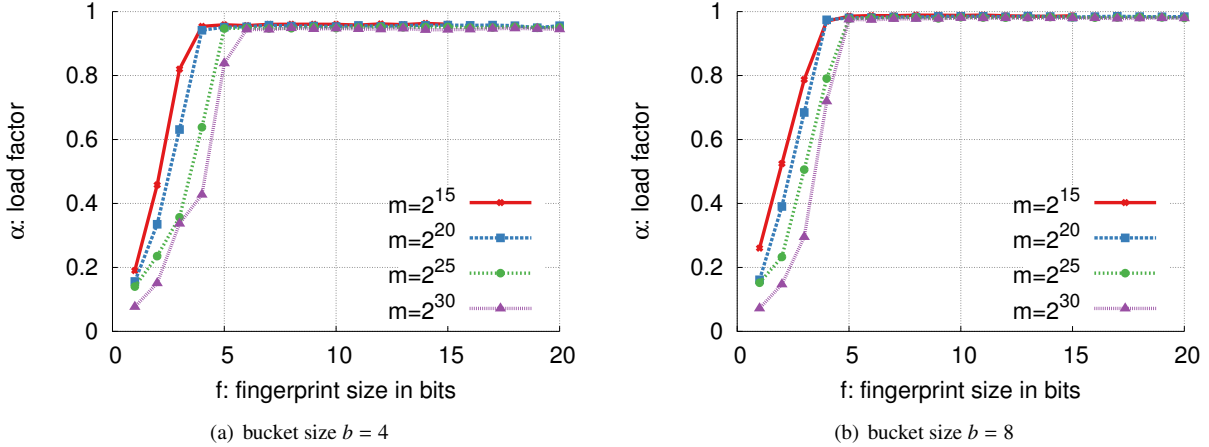 1
0.8
0.6
0.4
0.2
0
α: load factor
m=2^15
m=2^20
m=2^25
m=2^30
0 5 10 15 20
f: fingerprint size in bits
(a) bucket size b = 4
1
0.8
0.6
0.4
0.2
0
α: load factor
m=2^15
m=2^20
m=2^25
m=2^30
0 5 10 15 20
f: fingerprint size in bits
(b) bucket size b = 8